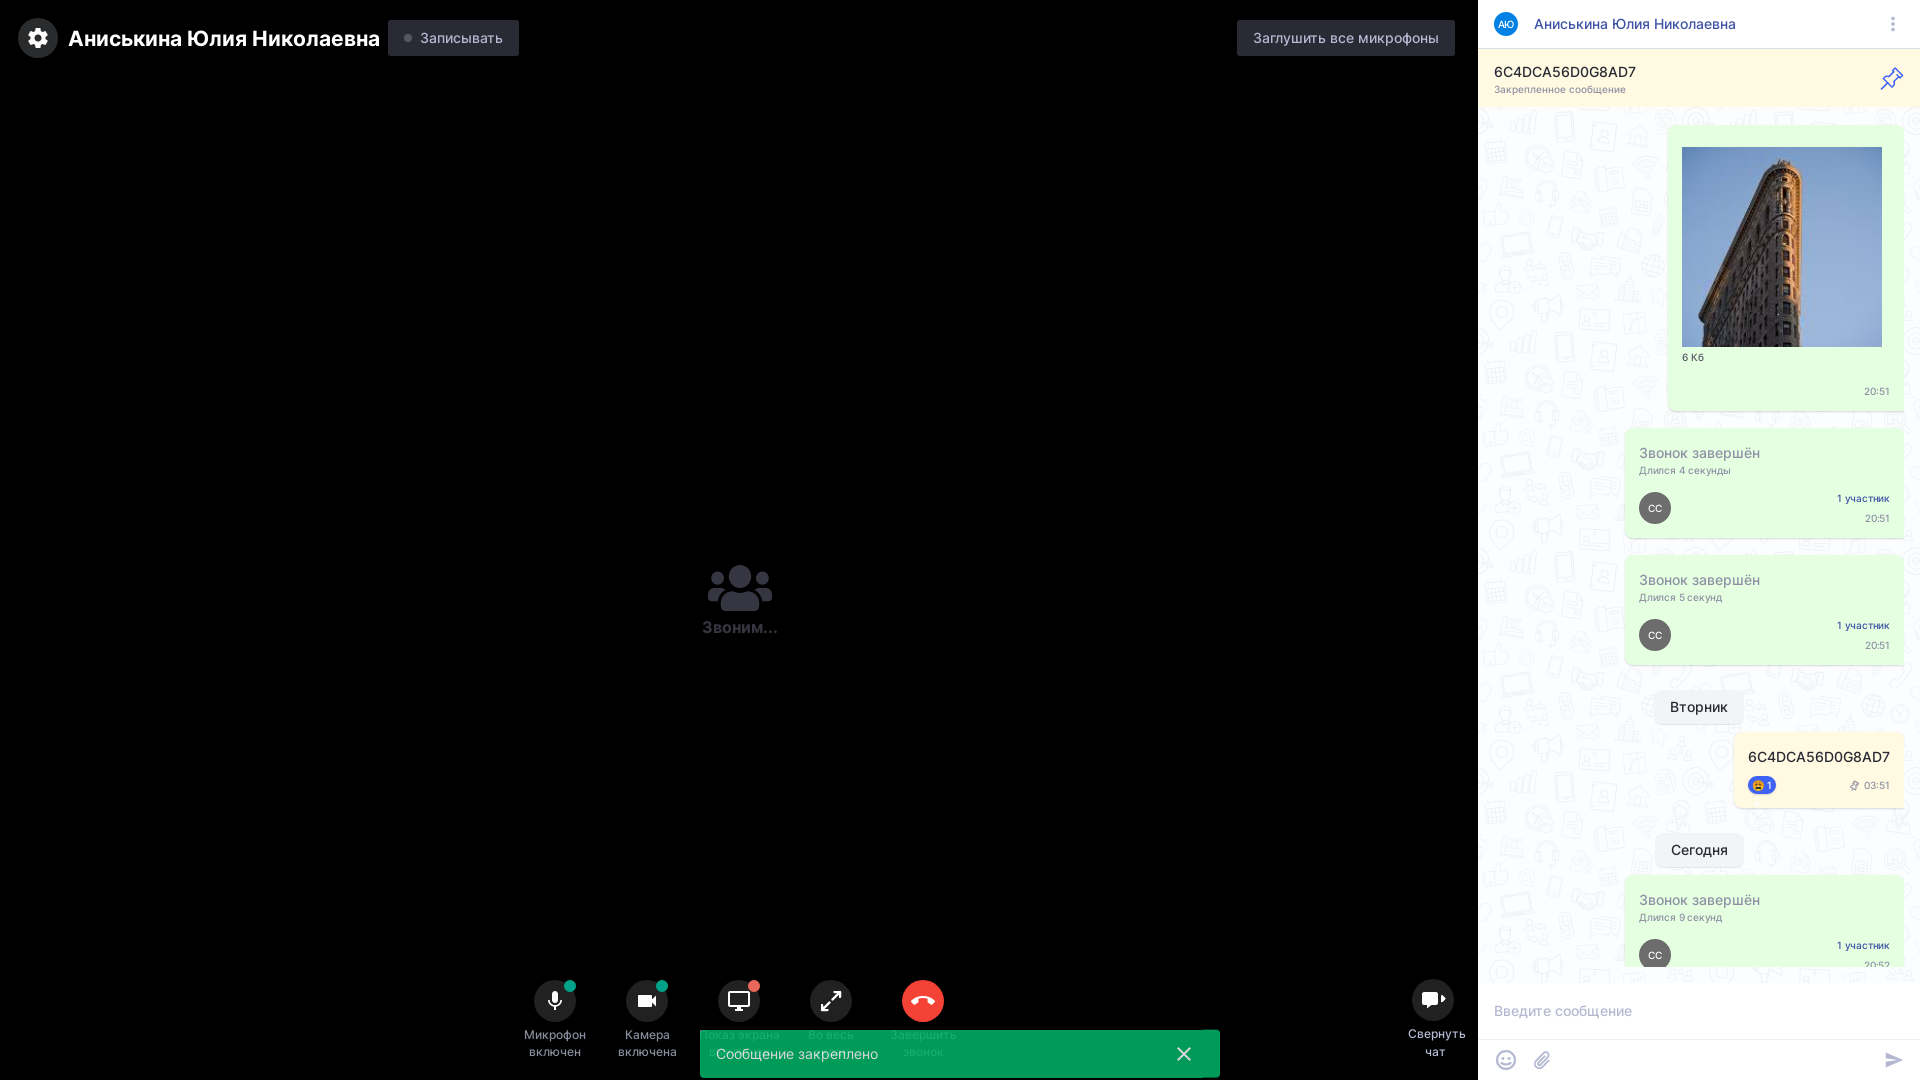 Аниськина Юлия Николаевна
Записывать
Заглушить все микрофоны
Звоним...
Микрофон
включен
Камера
включена
Показ экрана
Во весь
Завершить
звонок
Свернуть
чат
Сообщение закреплено
АЮ
Аниськина Юлия Николаевна
6C4DCA56D0G8AD7
Закрепленное сообщение
6 Кб
20:51
Звонок завершён
Длился 4 секунды
СС
1 участник
20:51
Звонок завершён
Длился 5 секунд
СС
1 участник
20:51
Вторник
6C4DCA56D0G8AD7
1
03:51
Сегодня
Звонок завершён
Длился 9 секунд
СС
1 участник
20:52
Введите сообщение